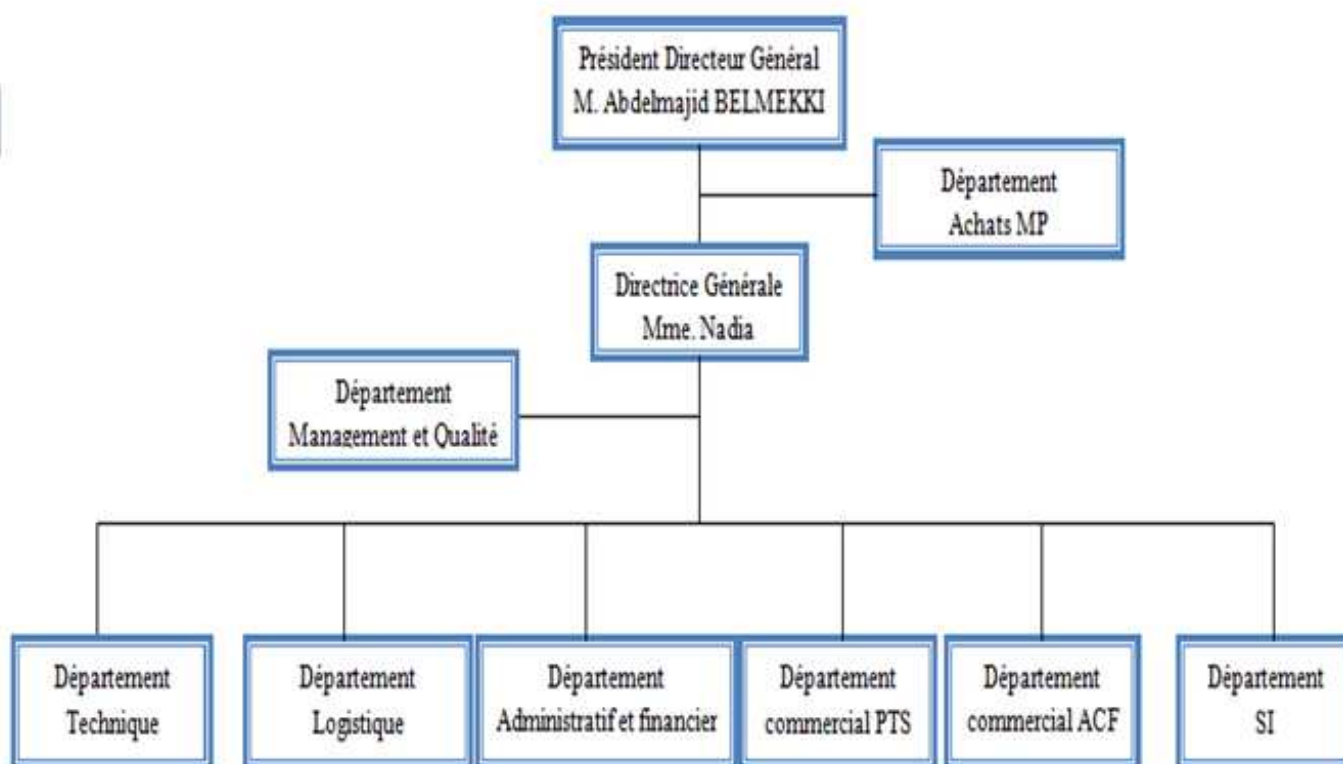 Président Directeur Général
M. Abdelmajid BELMEKKI
Département
Achats MP
Directrice Générale
Mme. Nadia
Département
Management et Qualité
Département
Technique
Département
Logistique
Département
Administratif et financier
Département
commercial PTS
Département
commercial ACF
Département
SI